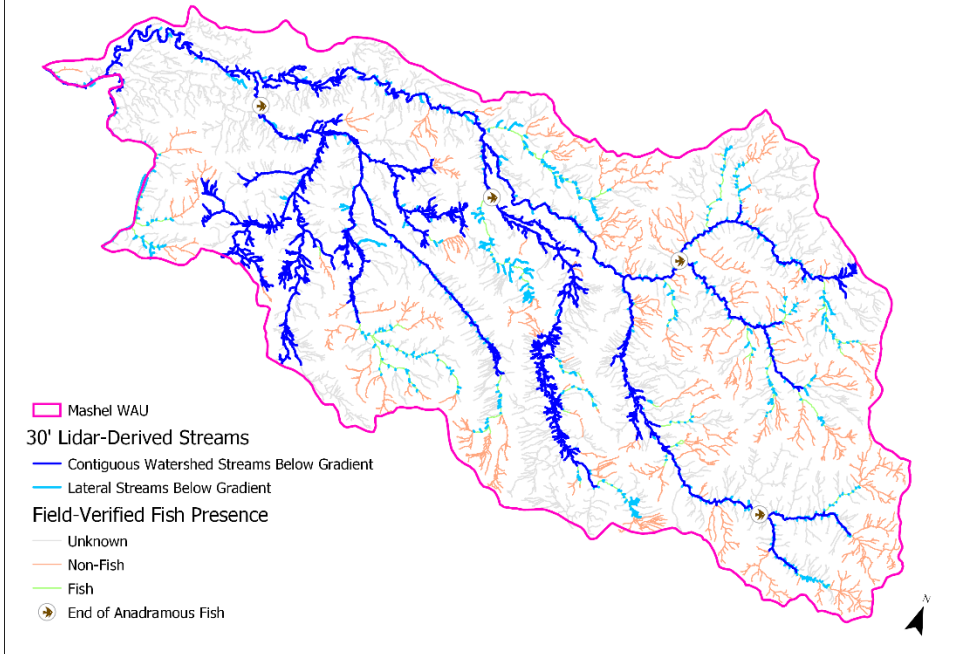 Mashel WAU
30' Lidar-Derived Streams
Contiguous Watershed Streams Below Gradient
Lateral Streams Below Gradient
Field-Verified Fish Presence
Unknown
Non-Fish
Fish
End of Anadramous Fish
N